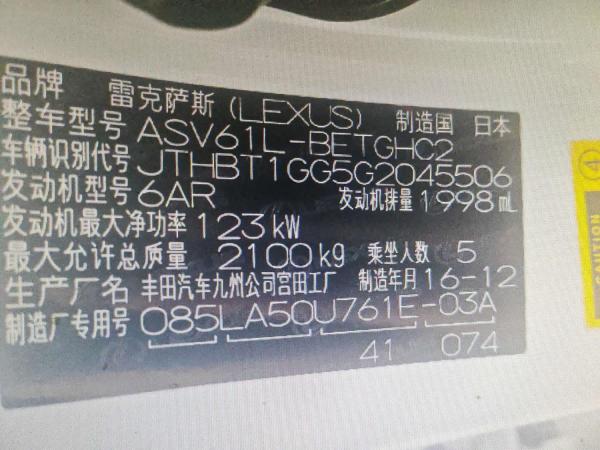 品牌 雷克萨斯(LEXUS) 制造国 日本
整车型号 ASV61L-BETGHC2
车辆识别代号 JTHBT1GG5G2045506
发动机型号 6AR 发动机排量 1998mL
发动机最大净功率 123kW
最大允许总质量 2100kg 乘坐人数 5
生产厂名 丰田汽车九州公司宫田工厂 制造年月 16-12
制造厂专用号 085LA50U761E-03A
41 074
4
CAUTION